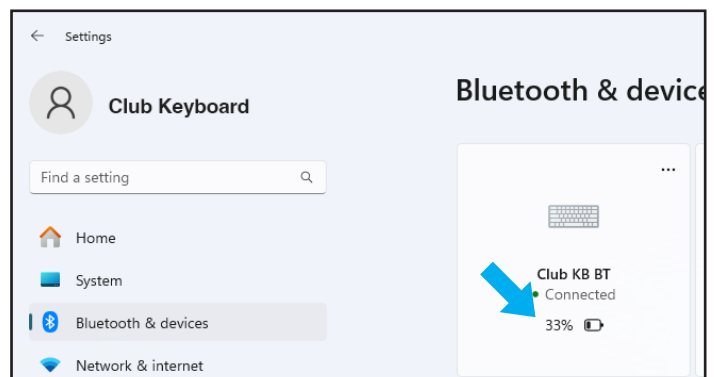 Settings
Club Keyboard
Find a setting
Home
System
Bluetooth & devices
Network & internet
Bluetooth & device
Club KB BT
Connected
33%